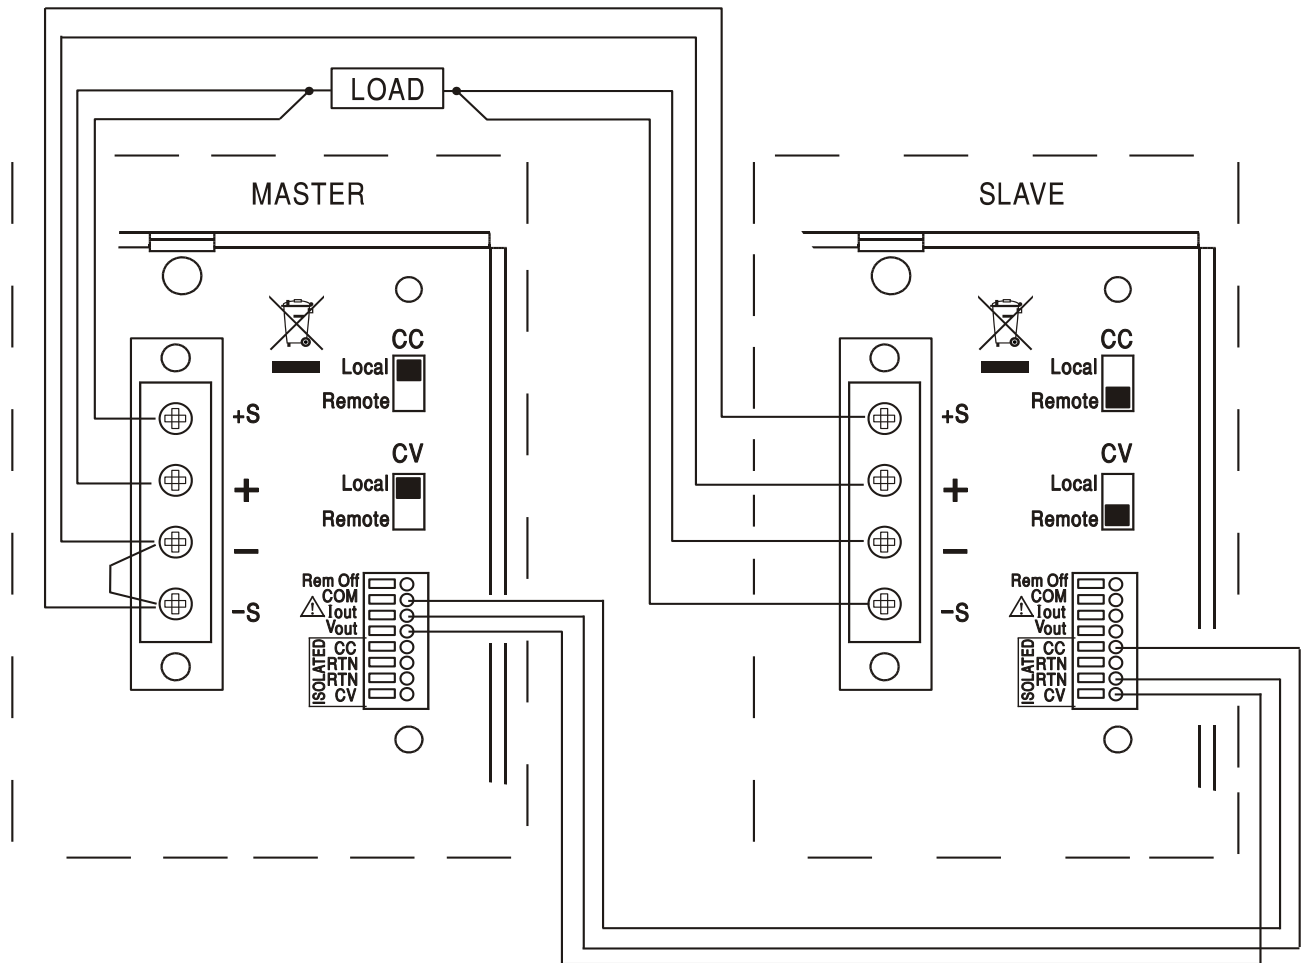 LOAD
MASTER
CC
Local
Remote
CV
Local
Remote
+S
+
−
−S
Rem Off
COM
Iout
Vout
ISOLATED
CC
RTN
RTN
CV
SLAVE
CC
Local
Remote
CV
Local
Remote
+S
+
−
−S
Rem Off
COM
Iout
Vout
ISOLATED
CC
RTN
RTN
CV